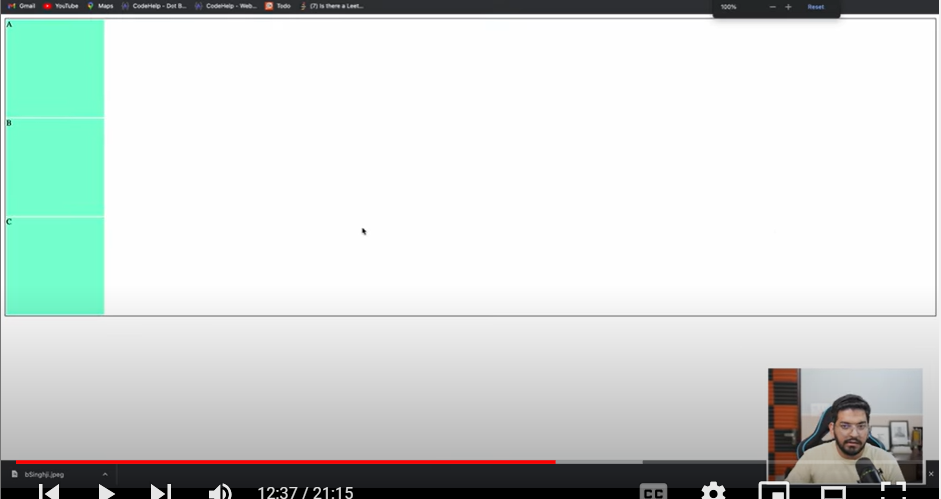 Gmail YouTube Maps CodeHelp - Dot B... CodeHelp - Web... Todo (7) Is there a Leet...
100% − + Reset
A
B
C
bSinghji.jpeg
12:37 / 21:15
CC